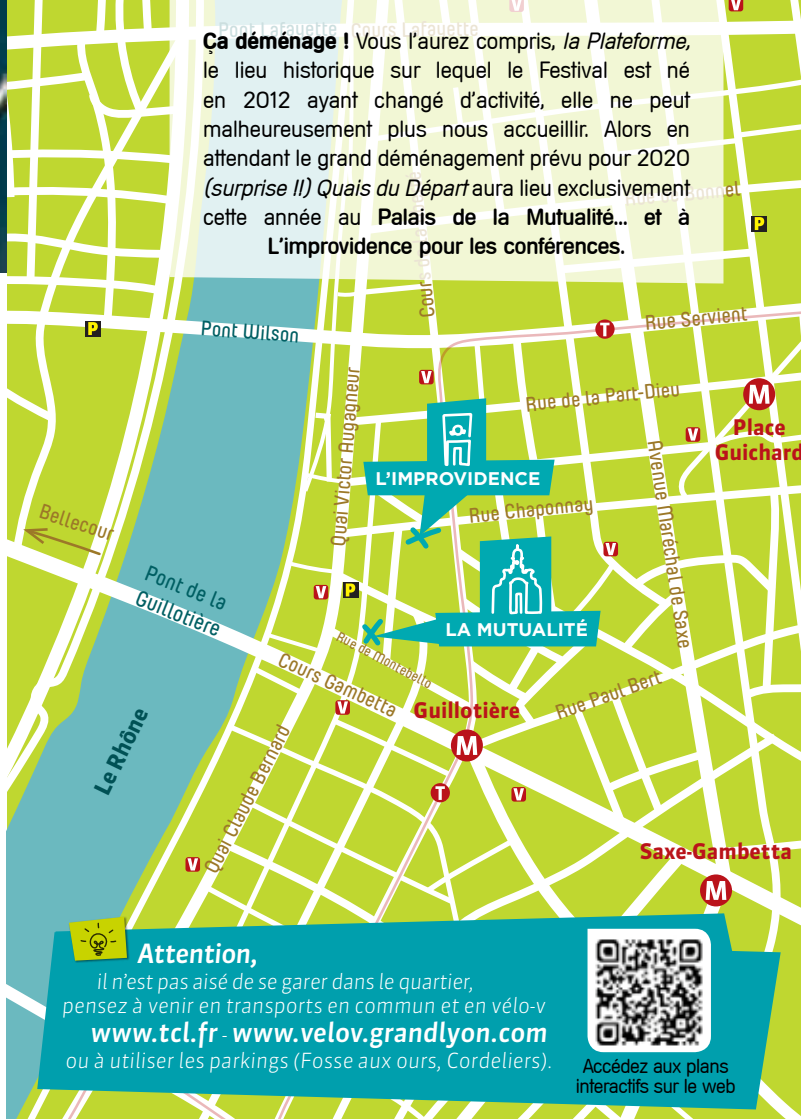 Pont Lafayette Cours Lafayette
Ça déménage ! Vous l'aurez compris, la Plateforme,
le lieu historique sur lequel le Festival est né
en 2012 ayant changé d'activité, elle ne peut
malheureusement plus nous accueillir. Alors en
attendant le grand déménagement prévu pour 2020
(surprise II) Quais du Départ aura lieu exclusivement
cette année au Palais de la Mutualité... et à
L'improvidence pour les conférences.
Rue de Bonnel
P
V
V
Cours de la
P
Pont Wilson
T
Rue Servient
V
Rue de la Part-Dieu
M
Place
Guichard
V
Quai Victor Augagneur
L'IMPROVIDENCE
Rue Chaponnay
Avenue Maréchal de Saxe
Bellecour
V
Pont de la
Guillotière
V P
LA MUTUALITÉ
Rue de Montebello
Cours Gambetta
V
Guillotière
M
Rue Paul Bert
Le Rhône
Quai Claude Bernard
T
V
V
Saxe-Gambetta
M
Attention,
il n'est pas aisé de se garer dans le quartier,
pensez à venir en transports en commun et en vélo-v
www.tcl.fr - www.velov.grandlyon.com
ou à utiliser les parkings (Fosse aux ours, Cordeliers).
Accédez aux plans
interactifs sur le web